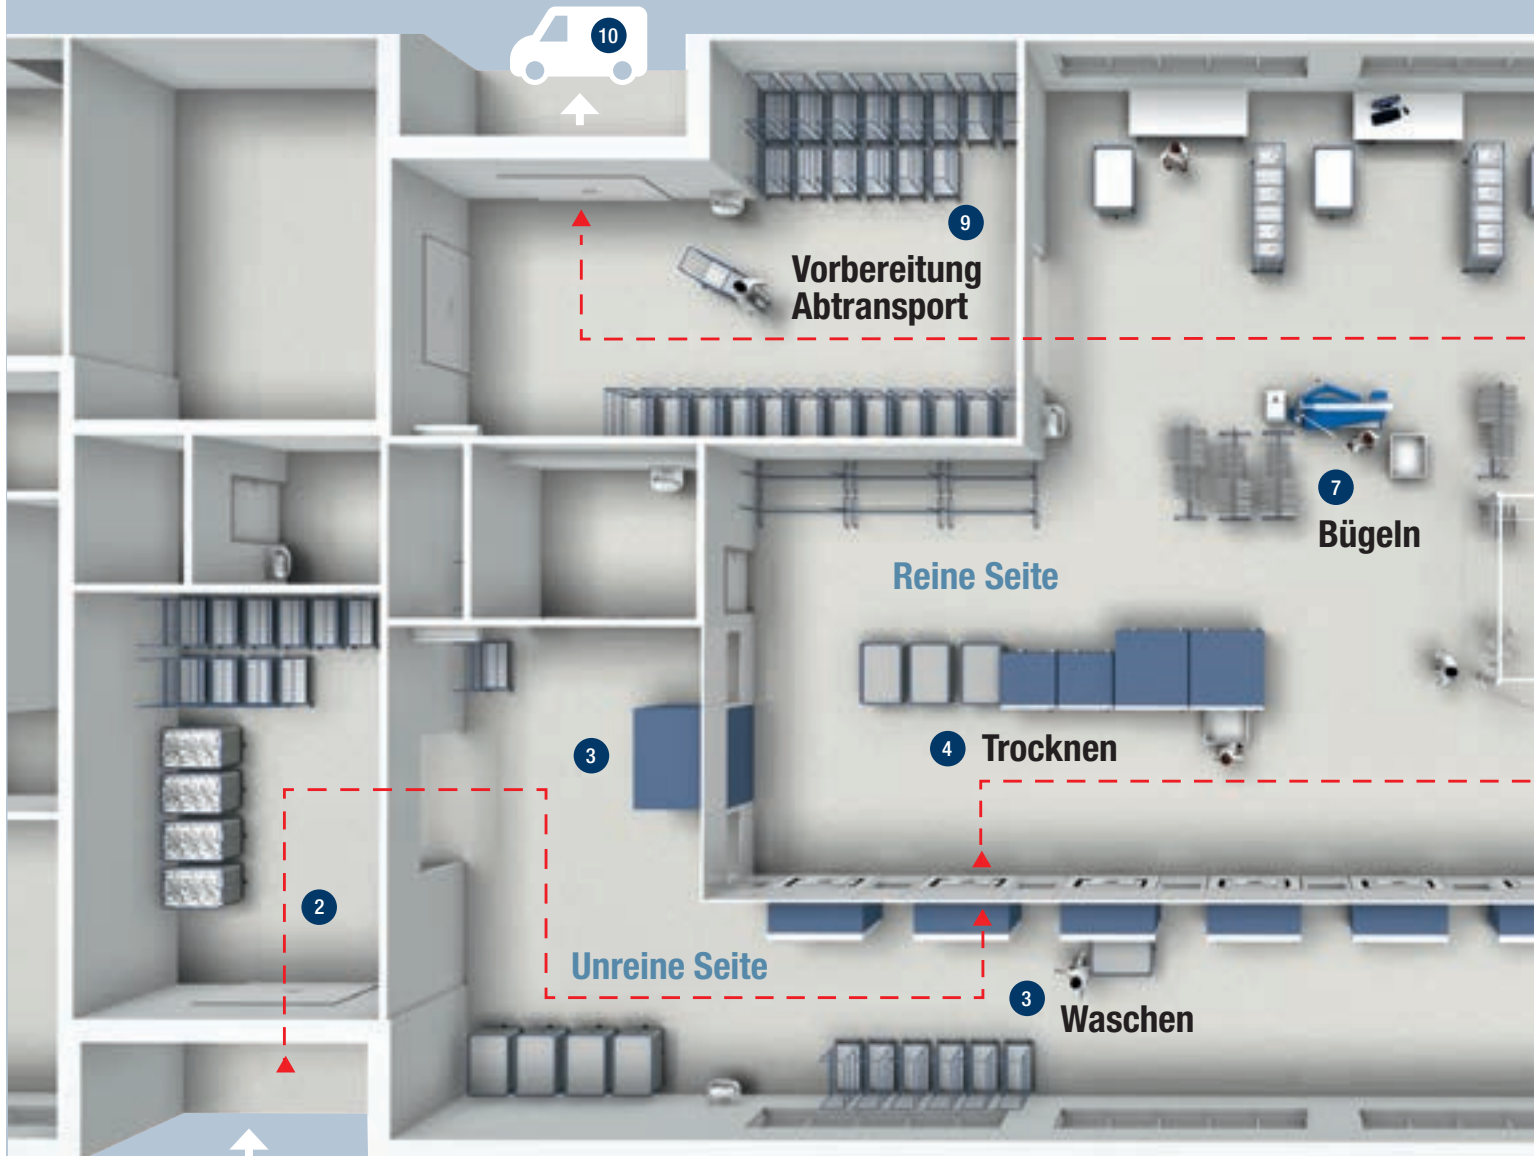 10
9
Vorbereitung
Abtransport
7
Bügeln
Reine Seite
3
4 Trocknen
2
Unreine Seite
3
Waschen